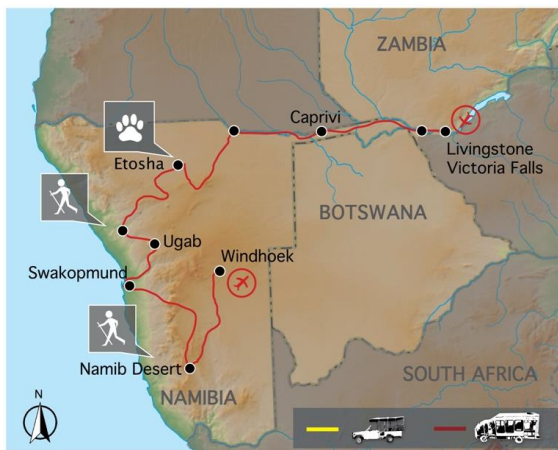 ZAMBIA
Caprivi
Livingstone
Victoria Falls
Etosha
BOTSWANA
Ugab
Windhoek
Swakopmund
Namib Desert
SOUTH AFRICA
NAMIBIA
N